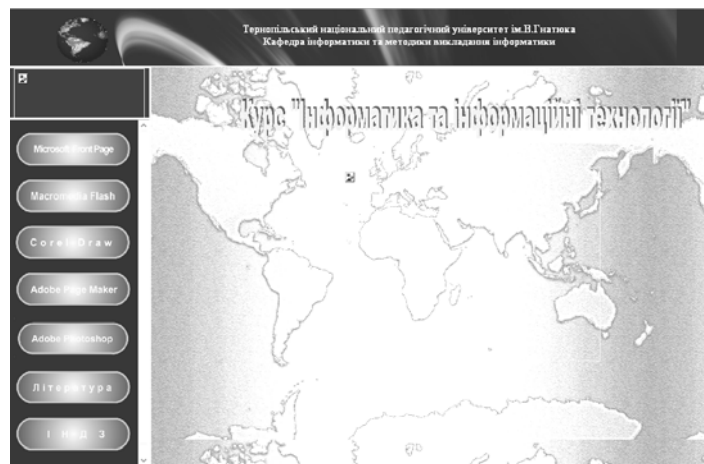 Тернопільський національний педагогічний університет ім.В.Гнатюка
Кафедра інформатики та методики викладання інформатики
Курс "Інформатика та інформаційні технології"
Microsoft Front Page
Macromedia Flash
CorelDraw
Adobe Page Maker
Adobe Photoshop
Література
І Н Д З